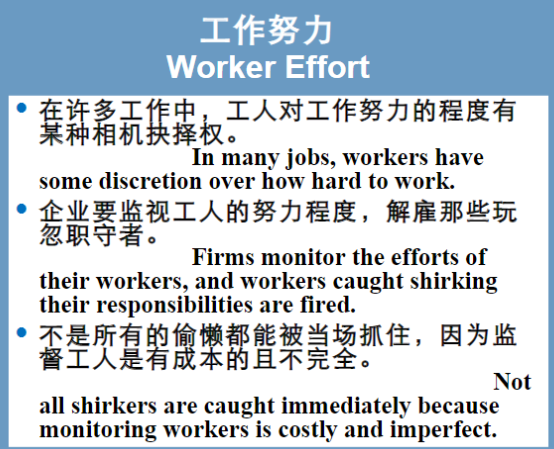 工作努力
Worker Effort
• 在许多工作中，工人对工作努力的程度有
某种相机抉择权。
In many jobs, workers have
some discretion over how hard to work.
• 企业要监视工人的努力程度，解雇那些玩
忽职守者。
Firms monitor the efforts of
their workers, and workers caught shirking
their responsibilities are fired.
• 不是所有的偷懒都能被当场抓住，因为监
督工人是有成本的且不完全。
Not
all shirkers are caught immediately because
monitoring workers is costly and imperfect.